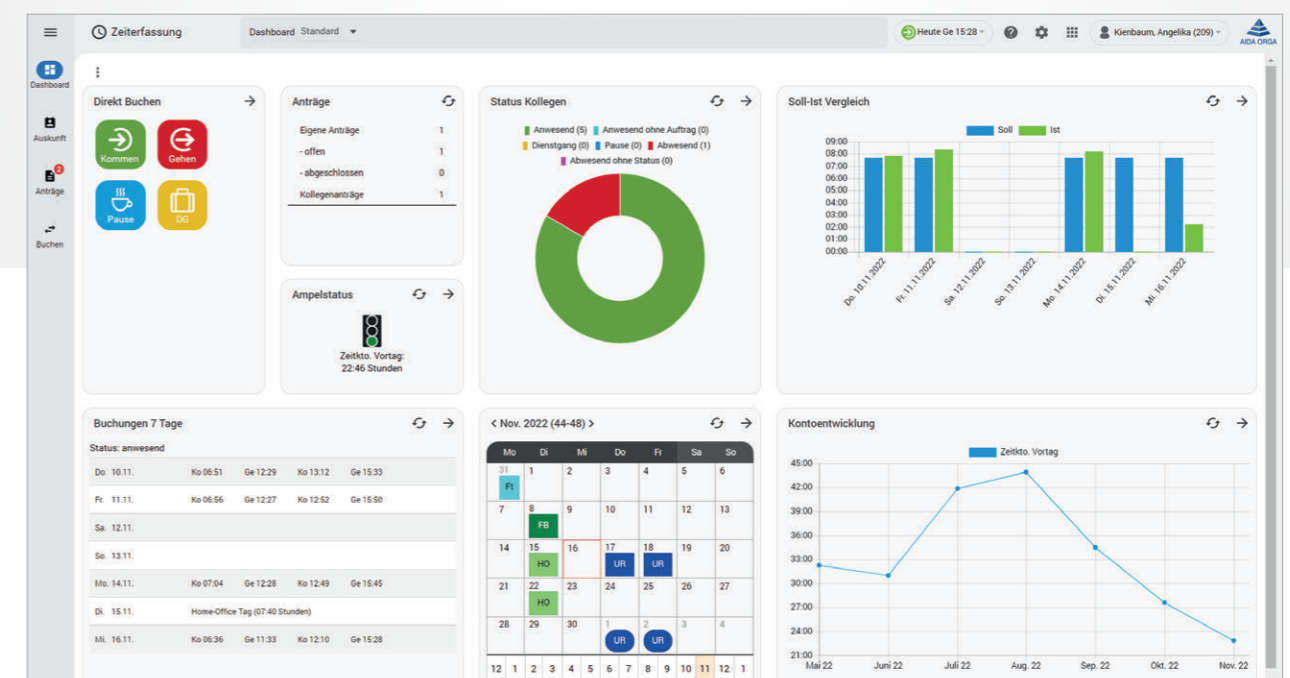 Zeiterfassung
Dashboard Standard
Heute Ge 15:28
Kienbaum, Angelika (209)
AIDA ORGA
Dashboard
Auskunft
2
Anträge
Buchen
Direkt Buchen
Kommen
Gehen
Pause
DG
Anträge
Eigene Anträge 1
- offen 1
- abgeschlossen 0
Kollegenanträge 1
Ampelstatus
Zeitkto. Vortag:
22:46 Stunden
Status Kollegen
Anwesend (5) Anwesend ohne Auftrag (0)
Dienstgang (0) Pause (0) Abwesend (1)
Abwesend ohne Status (0)
Soll-Ist Vergleich
Soll Ist
09:00
08:00
07:00
06:00
05:00
04:00
03:00
02:00
01:00
00:00
Do. 10.11.2022
Fr. 11.11.2022
Sa. 12.11.2022
So. 13.11.2022
Mo. 14.11.2022
Di. 15.11.2022
Mi. 16.11.2022
Buchungen 7 Tage
Status: anwesend
Do. 10.11. Ko 06:51 Ge 12:29 Ko 13:12 Ge 15:33
Fr. 11.11. Ko 06:56 Ge 12:27 Ko 12:52 Ge 15:50
Sa. 12.11.
So. 13.11.
Mo. 14.11. Ko 07:04 Ge 12:28 Ko 12:49 Ge 15:45
Di. 15.11. Home-Office Tag (07:40 Stunden)
Mi. 16.11. Ko 06:36 Ge 11:33 Ko 12:10 Ge 15:28
< Nov. 2022 (44-48) >
Mo Di Mi Do Fr Sa So
31 1 2 3 4 5 6
Ft
7 8 9 10 11 12 13
FB
14 15 16 17 18 19 20
HO UR UR
21 22 23 24 25 26 27
HO
28 29 30 1 2 3 4
UR UR
12 1 2 3 4 5 6 7 8 9 10 11 12 1
Kontoentwicklung
Zeitkto. Vortag
45:00
42:00
39:00
36:00
33:00
30:00
27:00
24:00
21:00
Mai 22 Juni 22 Juli 22 Aug. 22 Sep. 22 Okt. 22 Nov. 22